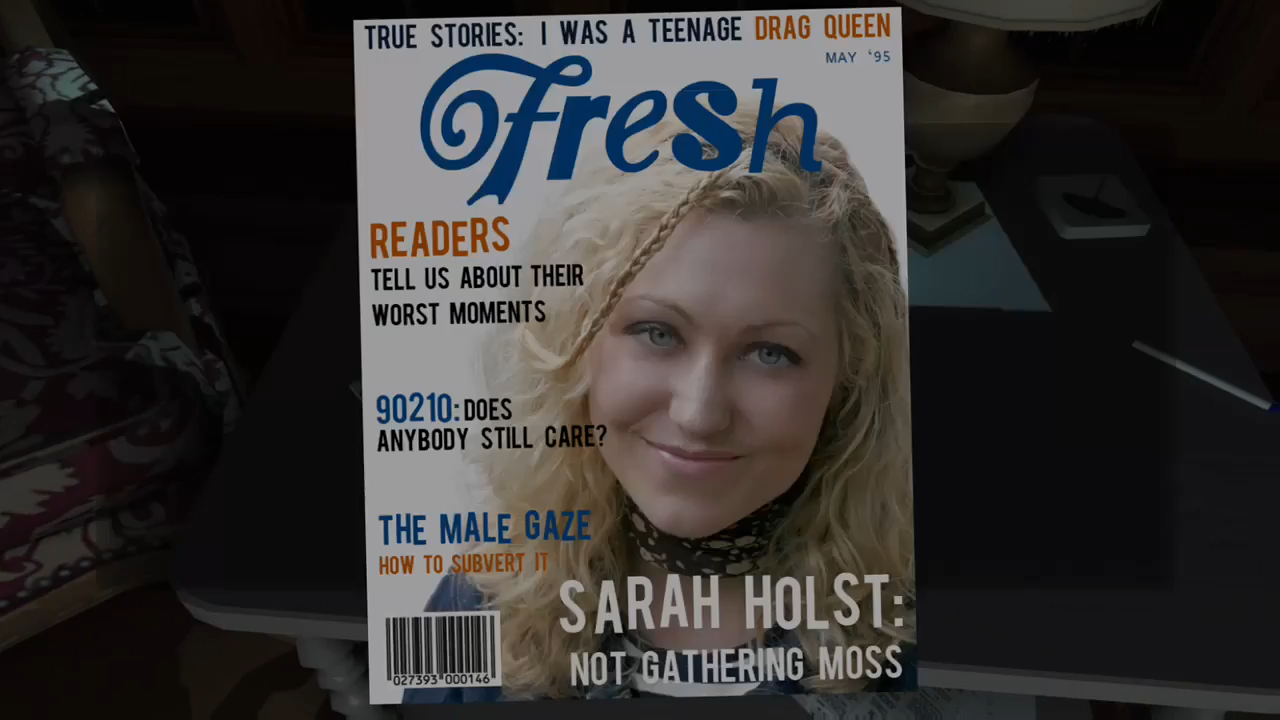 TRUE STORIES: I WAS A TEENAGE DRAG QUEEN
MAY '95
Fresh
READERS
TELL US ABOUT THEIR
WORST MOMENTS
90210: DOES
ANYBODY STILL CARE?
THE MALE GAZE
HOW TO SUBVERT IT
SARAH HOLST:
NOT GATHERING MOSS
027393 000146